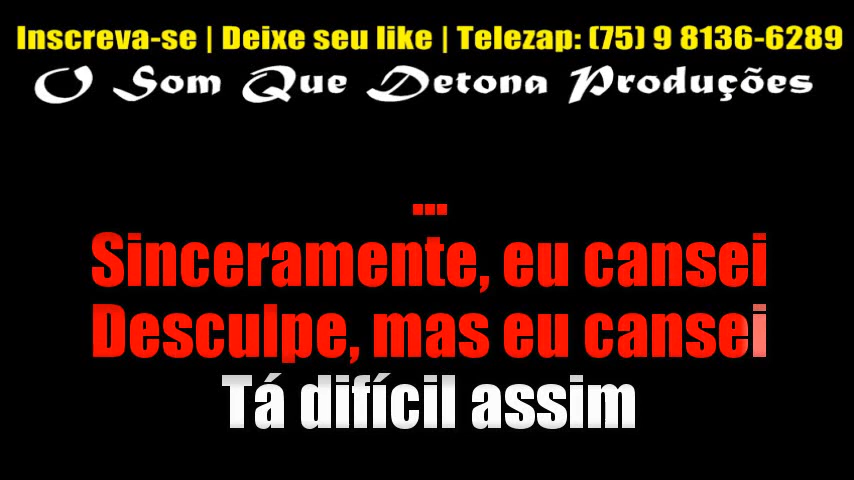 Inscreva-se | Deixe seu like | Telezap: (75) 9 8136-6289
O Som Que Detona Produções
...
Sinceramente, eu cansei
Desculpe, mas eu cansei
Tá difícil assim